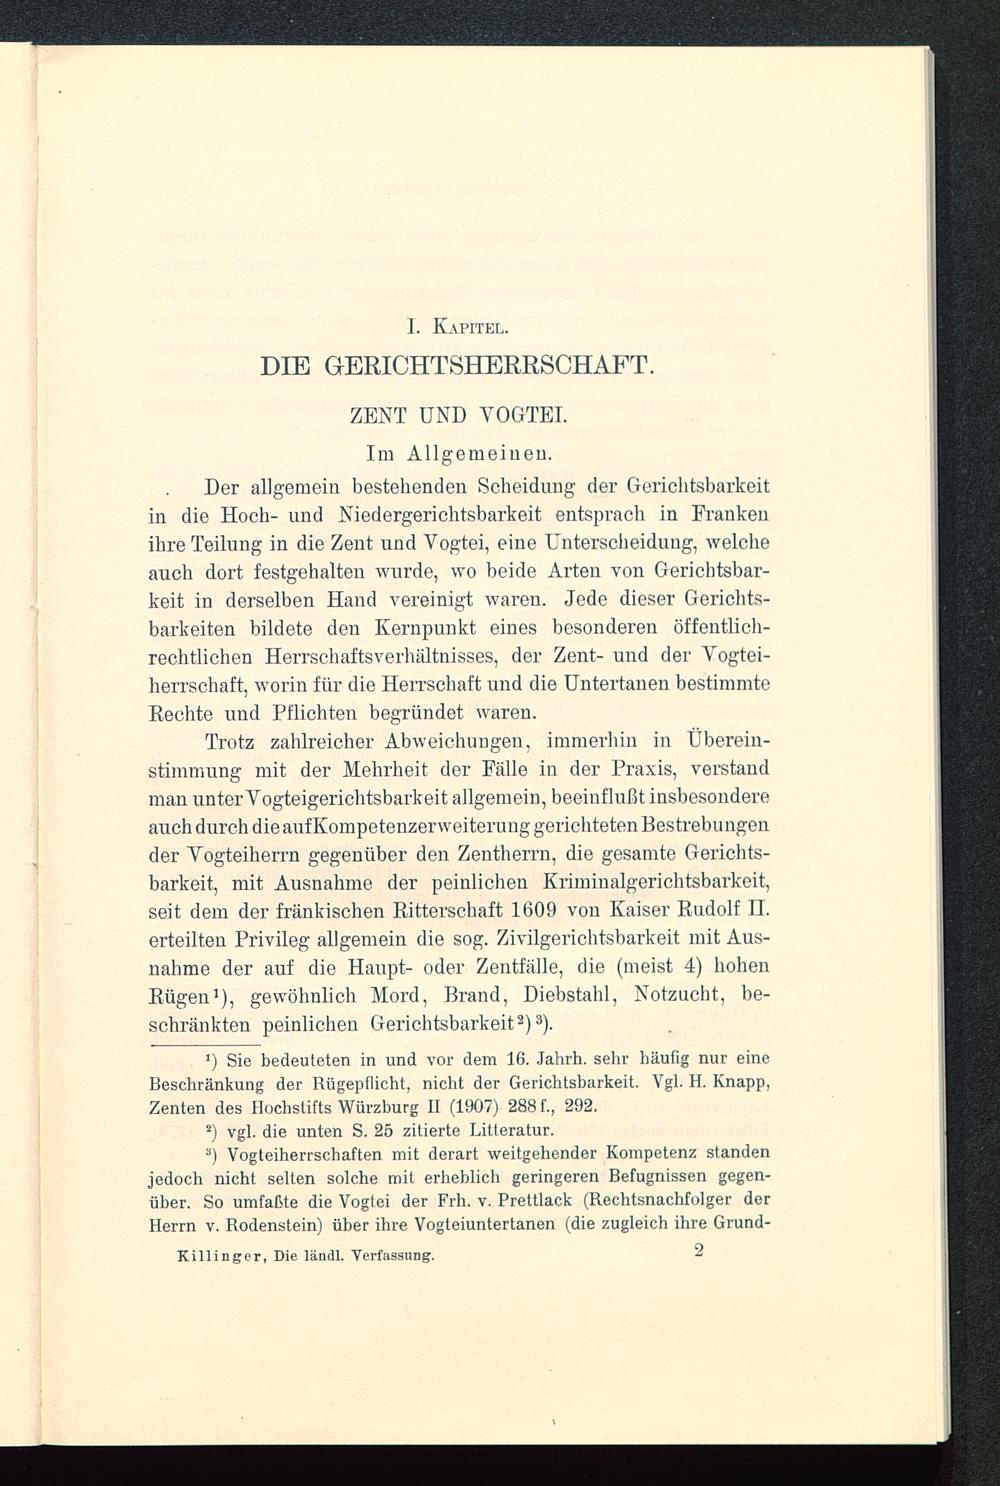 I. KAPITEL.
DIE GERICHTSHERRSCHAFT.
ZENT UND VOGTEI.
Im Allgemeinen.
Der allgemein bestehenden Scheidung der Gerichtsbarkeit
in die Hoch- und Niedergerichtsbarkeit entsprach in Franken
ihre Teilung in die Zent und Vogtei, eine Unterscheidung, welche
auch dort festgehalten wurde, wo beide Arten von Gerichtsbar-
keit in derselben Hand vereinigt waren. Jede dieser Gerichts-
barkeiten bildete den Kernpunkt eines besonderen öffentlich-
rechtlichen Herrschaftsverhältnisses, der Zent- und der Vogtei-
herrschaft, worin für die Herrschaft und die Untertanen bestimmte
Rechte und Pflichten begründet waren.
Trotz zahlreicher Abweichungen, immerhin in Überein-
stimmung mit der Mehrheit der Fälle in der Praxis, verstand
man unter Vogteigerichtsbarkeit allgemein, beeinflußt insbesondere
auch durch die auf Kompetenzerweiterung gerichteten Bestrebungen
der Vogteiherrn gegenüber den Zentherrn, die gesamte Gerichts-
barkeit, mit Ausnahme der peinlichen Kriminalgerichtsbarkeit,
seit dem der fränkischen Ritterschaft 1609 von Kaiser Rudolf II.
erteilten Privileg allgemein die sog. Zivilgerichtsbarkeit mit Aus-
nahme der auf die Haupt- oder Zentfälle, die (meist 4) hohen
Rügen¹), gewöhnlich Mord, Brand, Diebstahl, Notzucht, be-
schränkten peinlichen Gerichtsbarkeit²)³).
¹) Sie bedeuteten in und vor dem 16. Jahrh. sehr häufig nur eine
Beschränkung der Rügepflicht, nicht der Gerichtsbarkeit. Vgl. H. Knapp,
Zenten des Hochstifts Würzburg II (1907) 288 f., 292.
²) vgl. die unten S. 25 zitierte Litteratur.
³) Vogteiherrschaften mit derart weitgehender Kompetenz standen
jedoch nicht selten solche mit erheblich geringeren Befugnissen gegen-
über. So umfaßte die Vogtei der Frh. v. Prettlack (Rechtsnachfolger der
Herrn v. Rodenstein) über ihre Vogteiuntertanen (die zugleich ihre Grund-
Killinger, Die ländl. Verfassung. 2